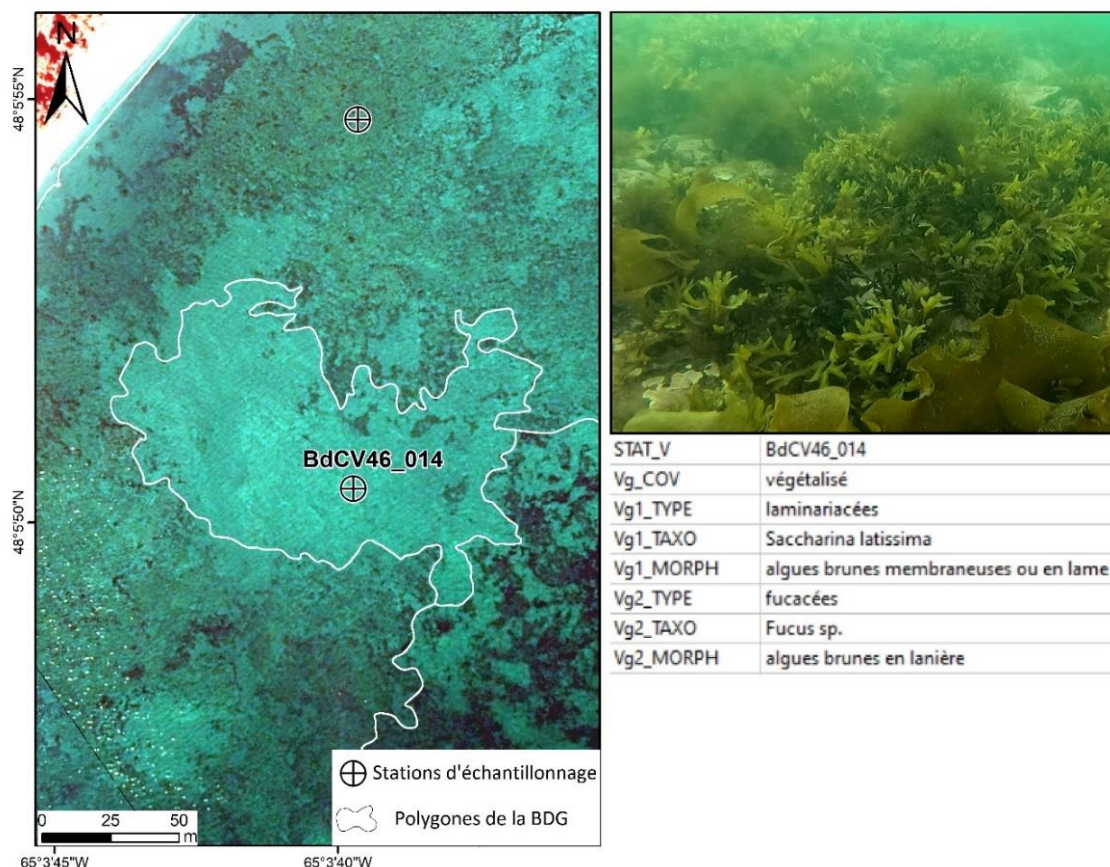 N
48°5'55"N
BdCV46_014
48°5'50"N
Stations d'échantillonnage
Polygones de la BDG
0 25 50
m
65°3'45"W
65°3'40"W
STAT_V BdCV46_014
Vg_COV végétalisé
Vg1_TYPE laminariacées
Vg1_TAXO Saccharina latissima
Vg1_MORPH algues brunes membraneuses ou en lame
Vg2_TYPE fucacées
Vg2_TAXO Fucus sp.
Vg2_MORPH algues brunes en lanière